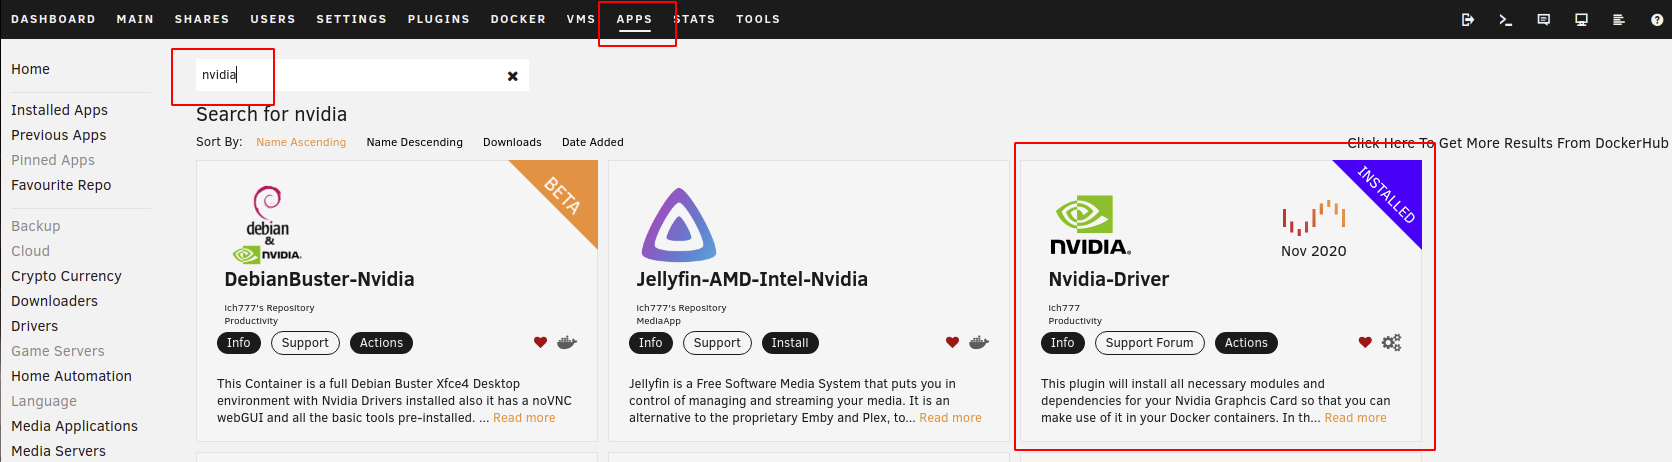 DASHBOARD MAIN SHARES USERS SETTINGS PLUGINS DOCKER VMS APPS STATS TOOLS
Home
Installed Apps
Previous Apps
Pinned Apps
Favourite Repo
Backup
Cloud
Crypto Currency
Downloaders
Drivers
Game Servers
Home Automation
Language
Media Applications
Media Servers
nvidia
Search for nvidia
Sort By: Name Ascending Name Descending Downloads Date Added
Click Here To Get More Results From DockerHub
BETA
debian
&
NVIDIA.
DebianBuster-Nvidia
Ich777's Repository
Productivity
Info Support Actions
This Container is a full Debian Buster Xfce4 Desktop
environment with Nvidia Drivers installed also it has a noVNC
webGUI and all the basic tools pre-installed. ... Read more
Jellyfin-AMD-Intel-Nvidia
Ich777's Repository
MediaApp
Info Support Install
Jellyfin is a Free Software Media System that puts you in
control of managing and streaming your media. It is an
alternative to the proprietary Emby and Plex, to... Read more
INSTALLED
NVIDIA.
Nov 2020
Nvidia-Driver
Ich777
Productivity
Info Support Forum Actions
This plugin will install all necessary modules and
dependencies for your Nvidia Graphcis Card so that you can
make use of it in your Docker containers. In th... Read more